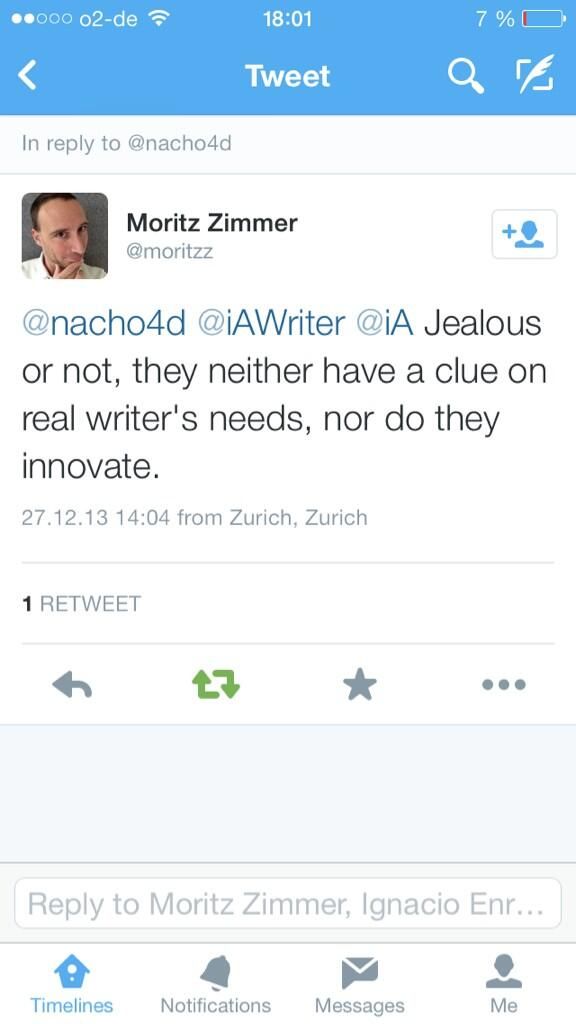 o2-de 18:01 7 %
Tweet
In reply to @nacho4d
Moritz Zimmer
@moritzz
@nacho4d @iAWriter @iA Jealous
or not, they neither have a clue on
real writer's needs, nor do they
innovate.
27.12.13 14:04 from Zurich, Zurich
1 RETWEET
Reply to Moritz Zimmer, Ignacio Enr...
Timelines Notifications Messages Me